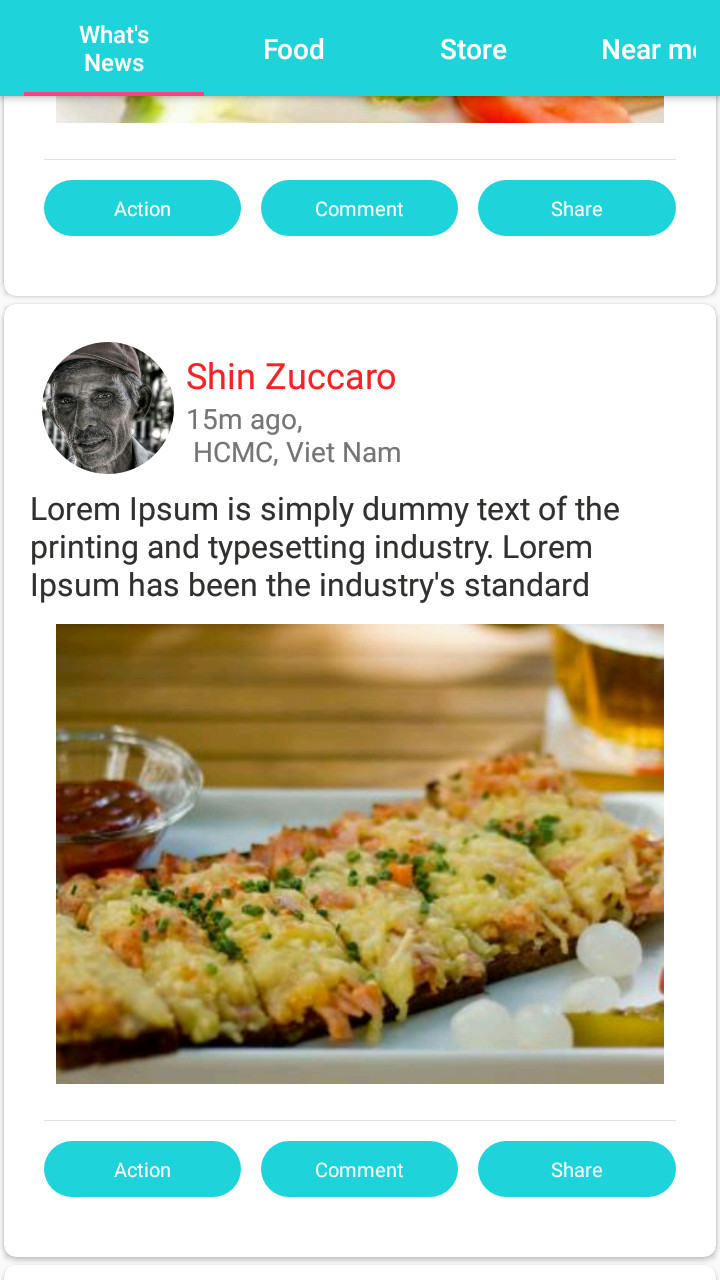 What's
News
Food
Store
Near
Action
Comment
Share
Shin Zuccaro
15m ago,
HCMC, Viet Nam
Lorem Ipsum is simply dummy text of the
printing and typesetting industry. Lorem
Ipsum has been the industry's standard
Action
Comment
Share